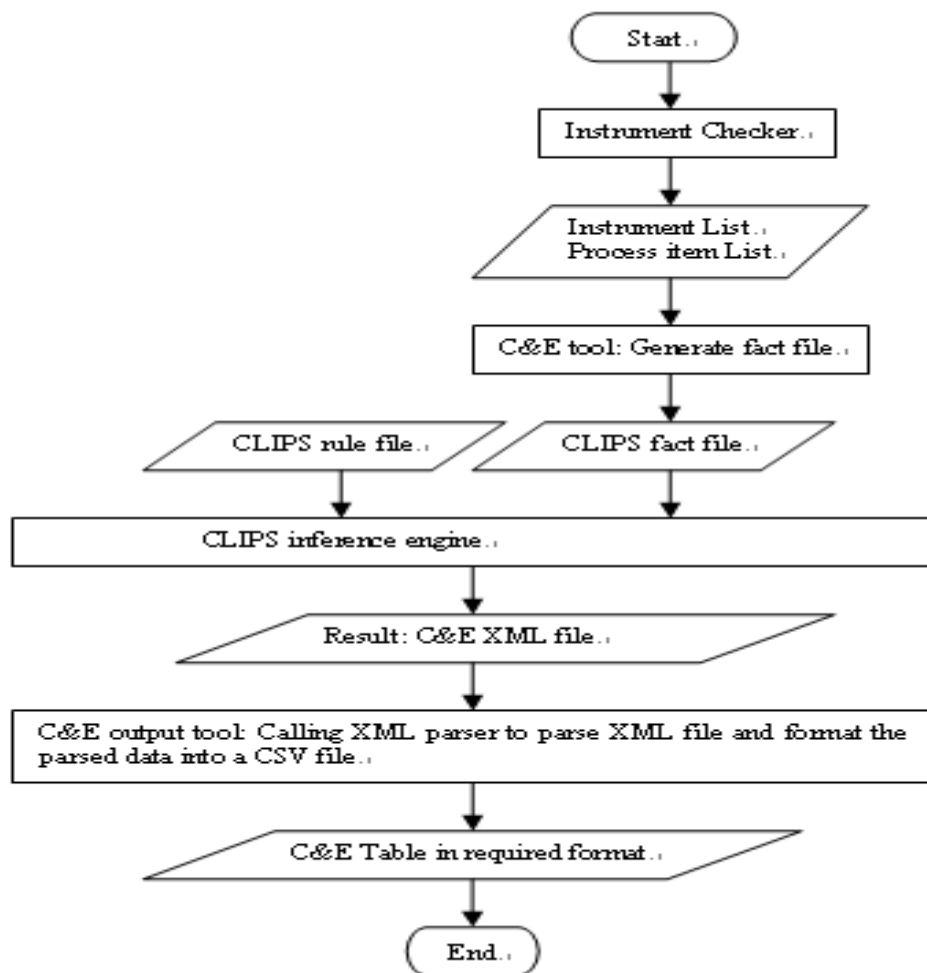 Start.
Instrument Checker.
Instrument List.
Process item List.
C&E tool: Generate fact file.
CLIPS rule file.
CLIPS fact file.
CLIPS inference engine.
Result: C&E XML file.
C&E output tool: Calling XML parser to parse XML file and format the
parsed data into a CSV file.
C&E Table in required format.
End.